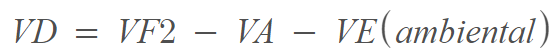 VD = VF2 − VA − VE(ambiental)